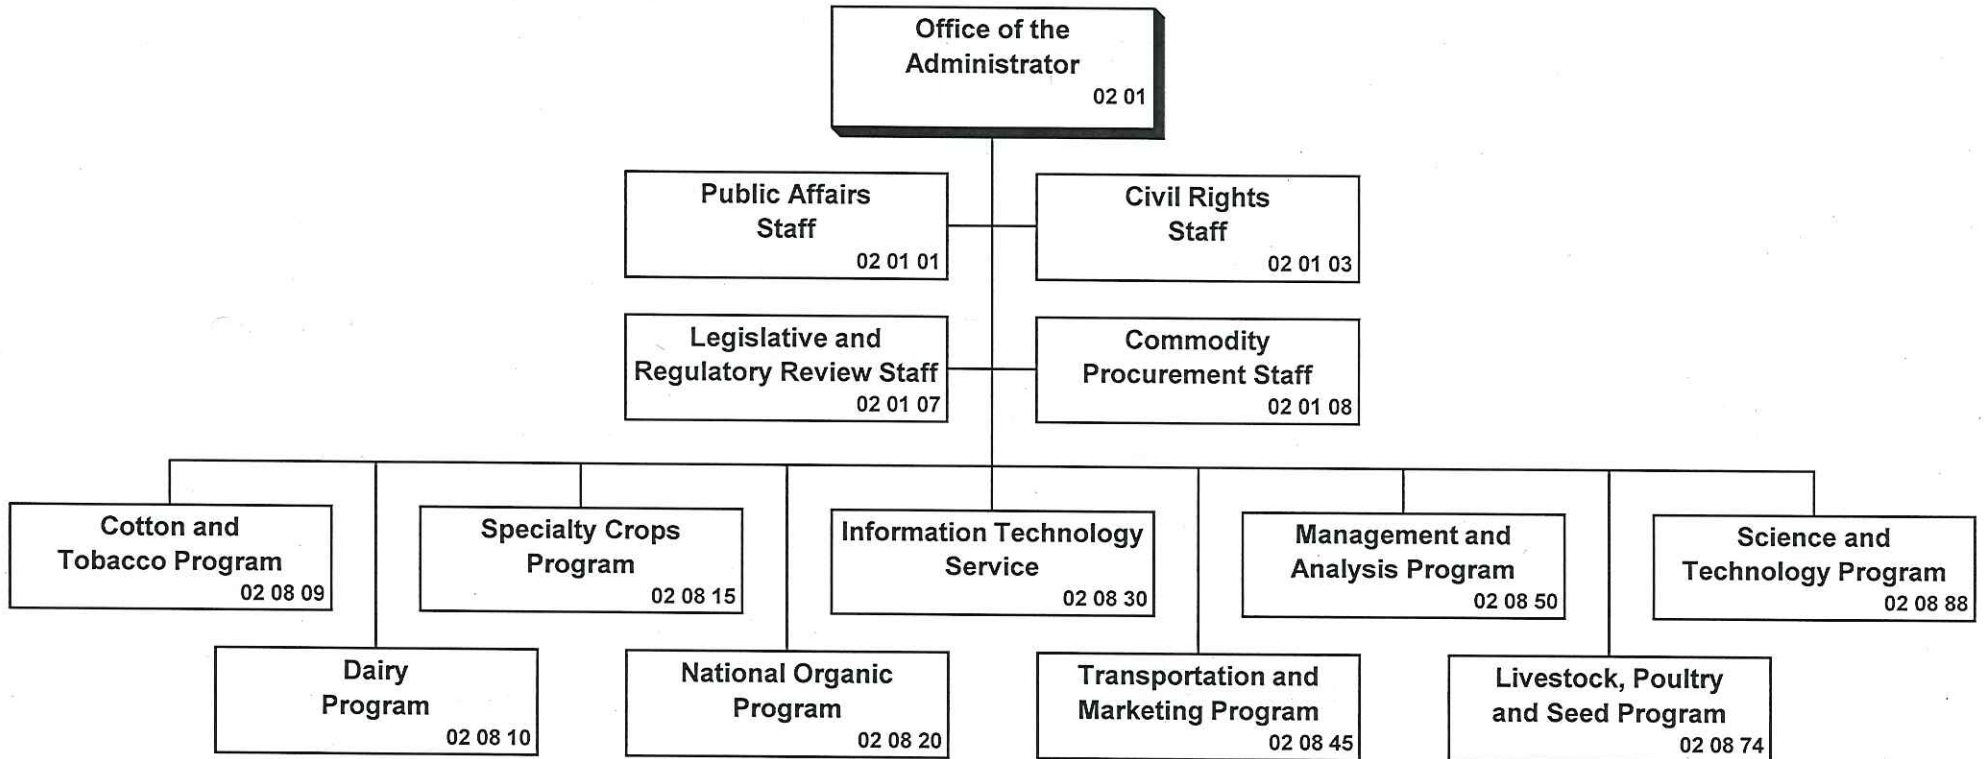 Office of the
Administrator
02 01
Public Affairs
Staff
02 01 01
Civil Rights
Staff
02 01 03
Legislative and
Regulatory Review Staff
02 01 07
Commodity
Procurement Staff
02 01 08
Cotton and
Tobacco Program
02 08 09
Specialty Crops
Program
02 08 15
Information Technology
Service
02 08 30
Management and
Analysis Program
02 08 50
Science and
Technology Program
02 08 88
Dairy
Program
02 08 10
National Organic
Program
02 08 20
Transportation and
Marketing Program
02 08 45
Livestock, Poultry
and Seed Program
02 08 74